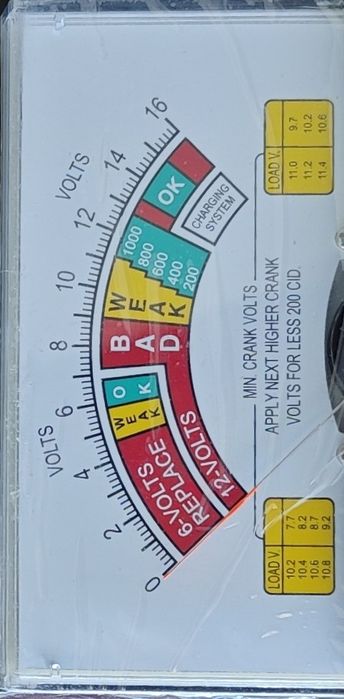 VOLTS
VOLTS
0
2
4
6
8
10
12
14
16
6-VOLTS
REPLACE
WEAK
OK
12-VOLTS
BAD
WEAK
1000
800
600
400
200
OK
CHARGING
SYSTEM
LOAD V.
10.2 7.7
10.4 8.2
10.6 8.7
10.8 9.2
MIN CRANK VOLTS
APPLY NEXT HIGHER CRANK
VOLTS FOR LESS 200 CID.
LOAD V.
11.0 9.7
11.2 10.2
11.4 10.6